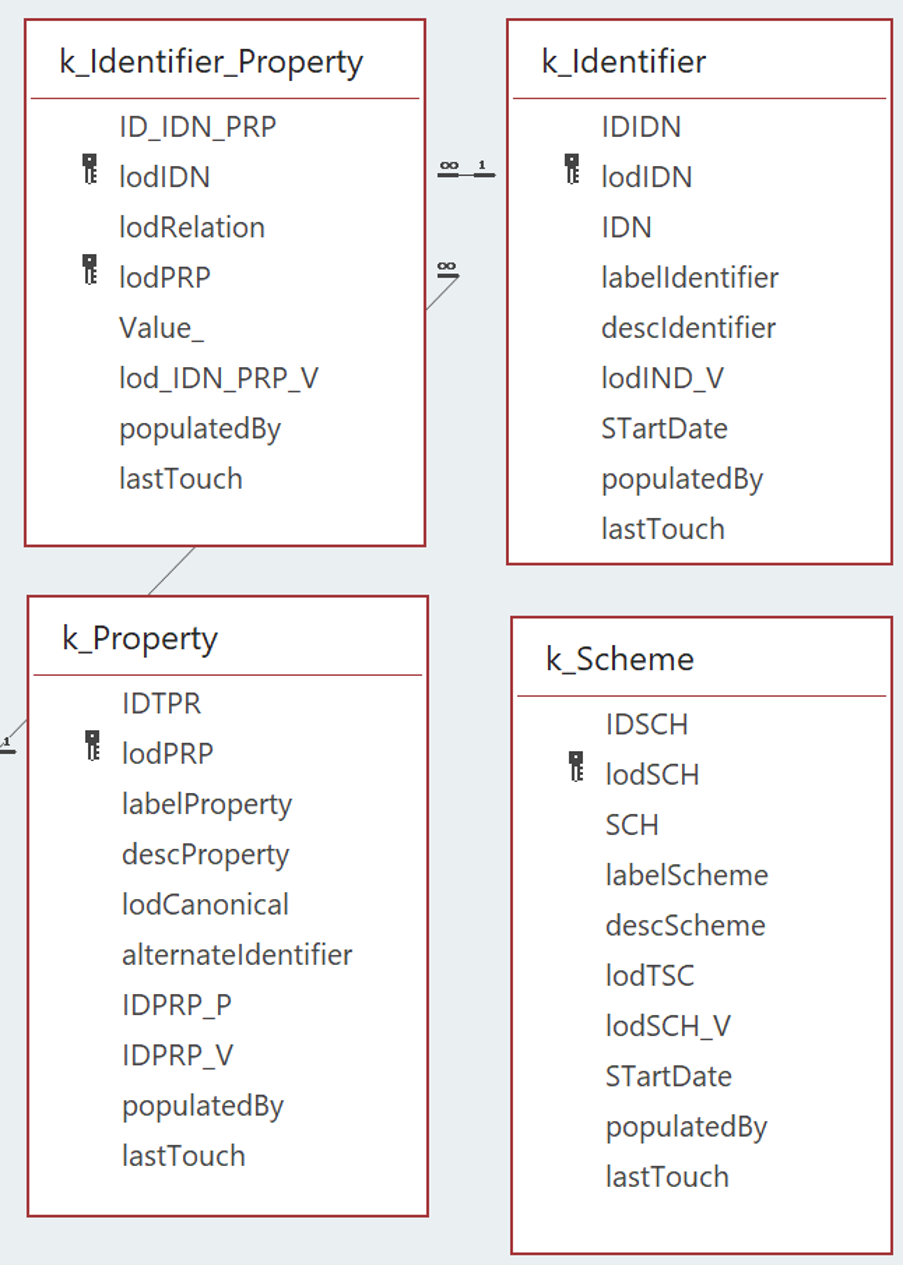 k_Identifier_Property
ID_IDN_PRP
lodIDN
lodRelation
lodPRP
Value_
lod_IDN_PRP_V
populatedBy
lastTouch
∞ 1
∞
k_Identifier
IDIDN
lodIDN
IDN
labelIdentifier
descIdentifier
lodIND_V
STartDate
populatedBy
lastTouch
k_Property
IDTPR
lodPRP
labelProperty
descProperty
lodCanonical
alternateIdentifier
IDPRP_P
IDPRP_V
populatedBy
lastTouch
1
k_Scheme
IDSCH
lodSCH
SCH
labelScheme
descScheme
lodTSC
lodSCH_V
STartDate
populatedBy
lastTouch